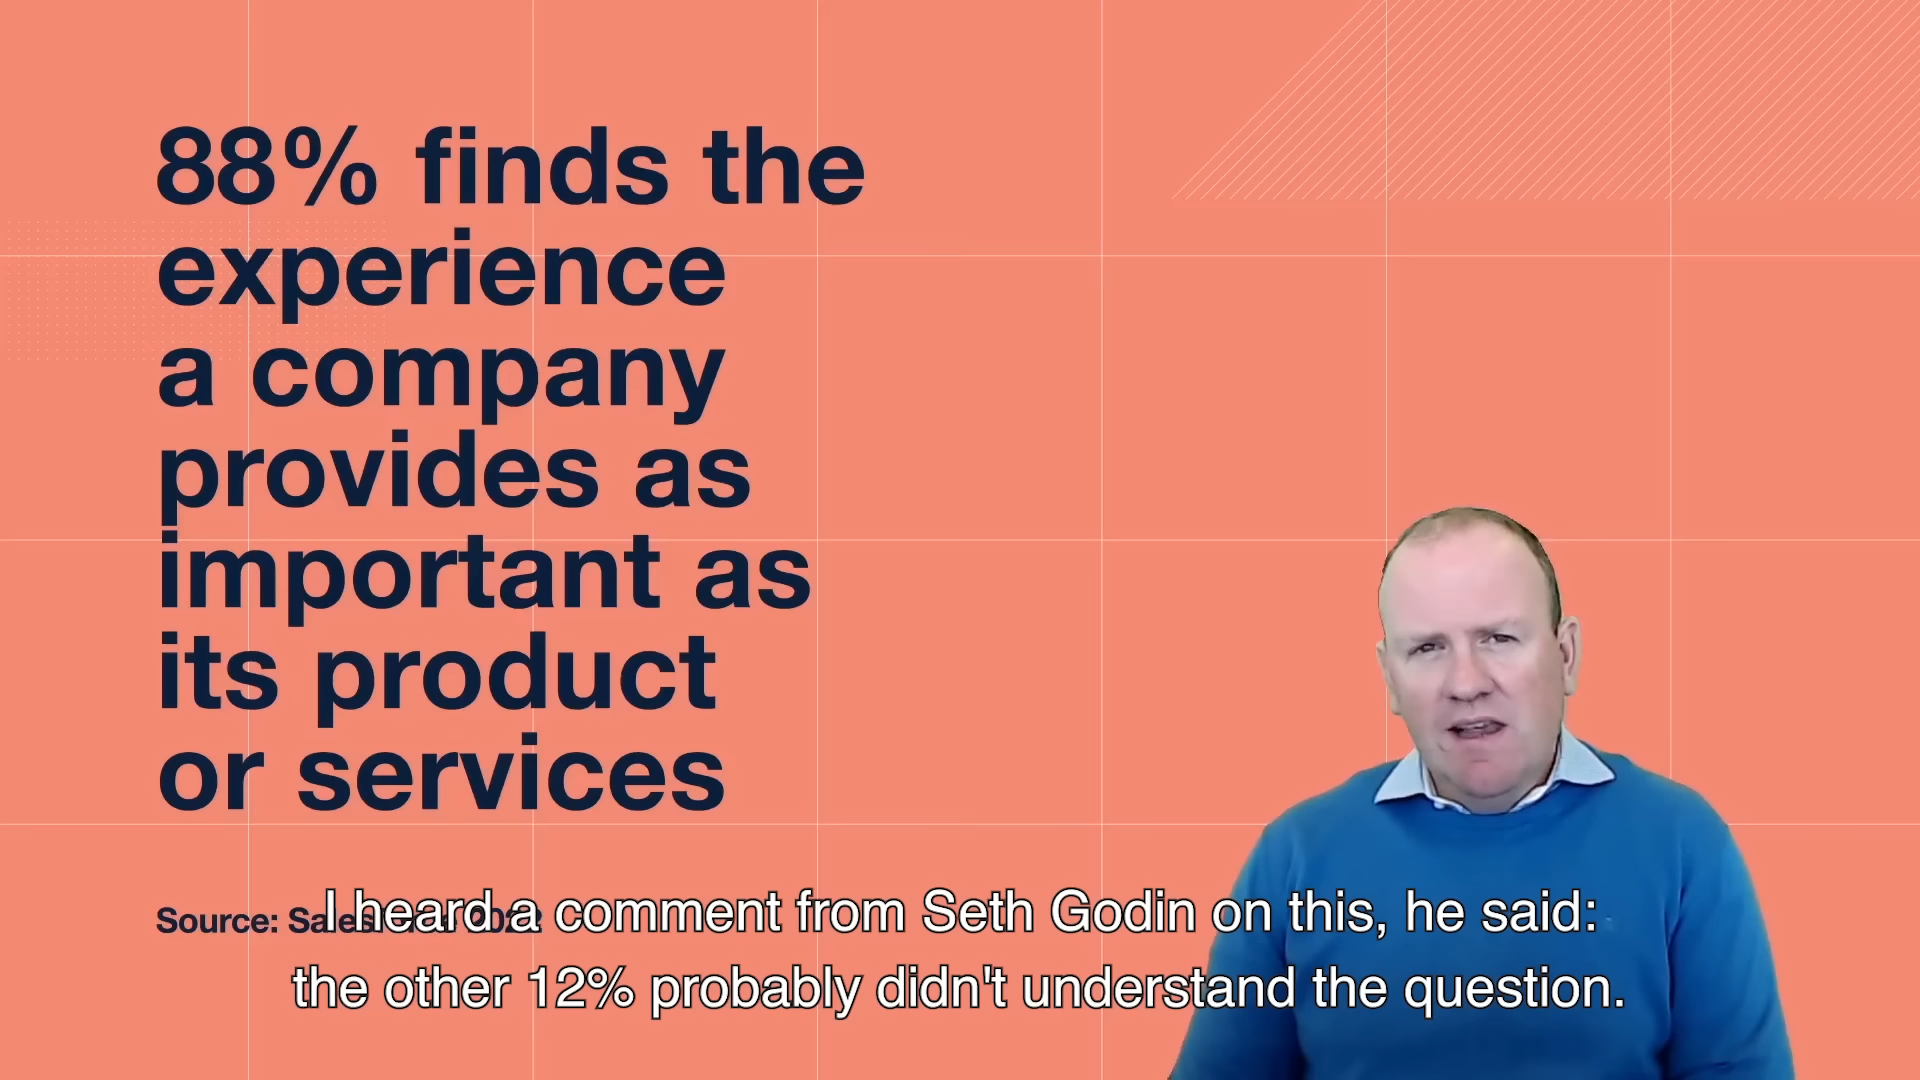 88% finds the
experience
a company
provides as
important as
its product
or services
Source:
I heard a comment from Seth Godin on this, he said:
the other 12% probably didn't understand the question.